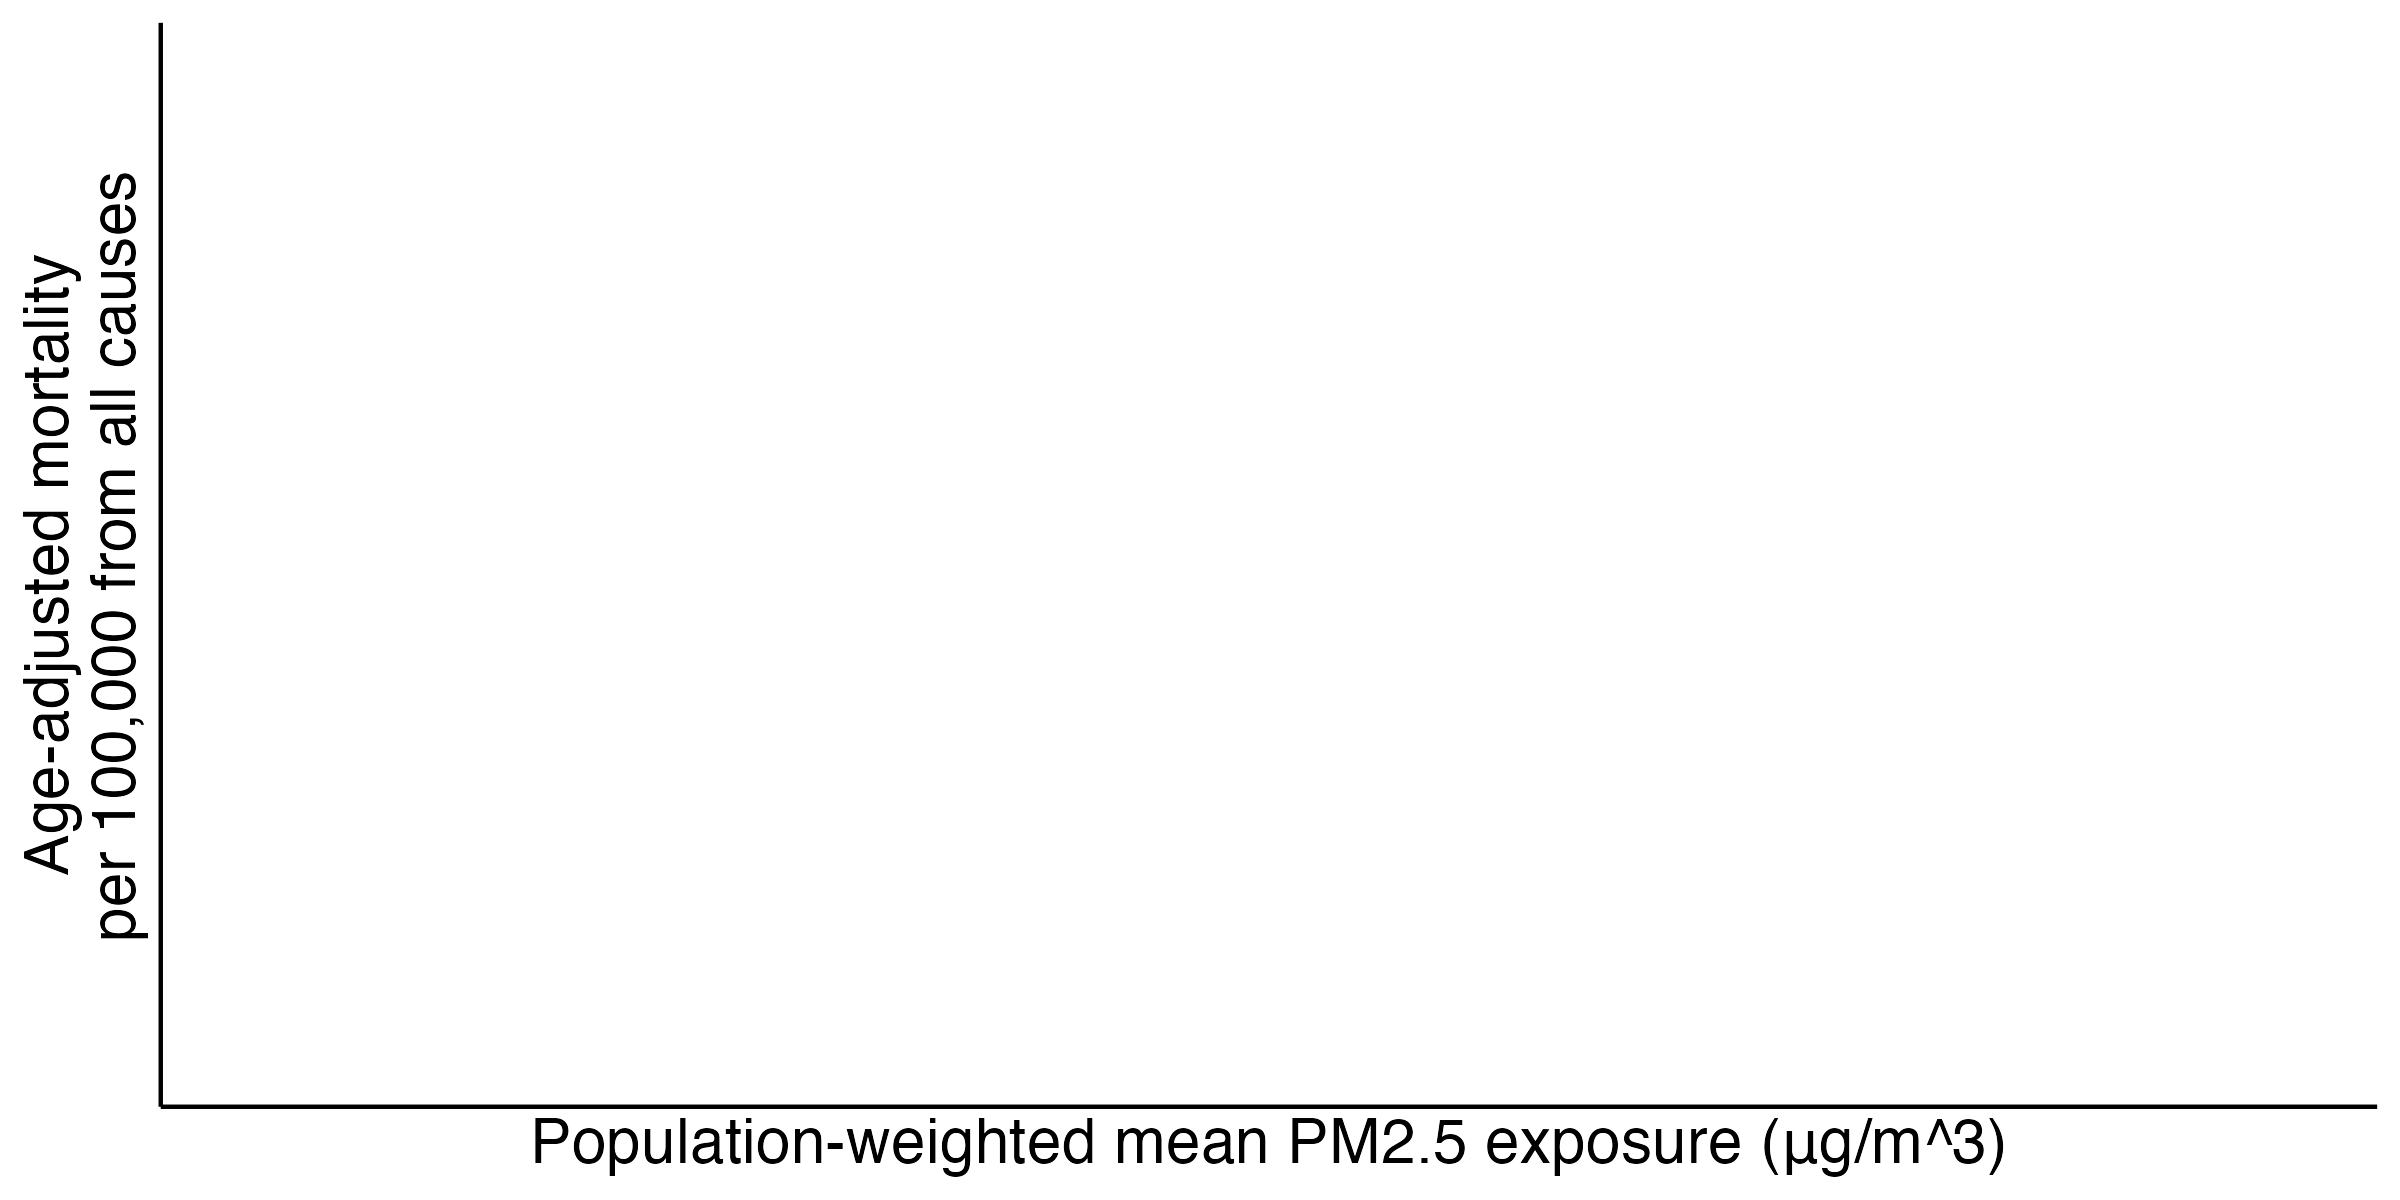 Age-adjusted mortality
per 100,000 from all causes
Population-weighted mean PM2.5 exposure (µg/m^3)